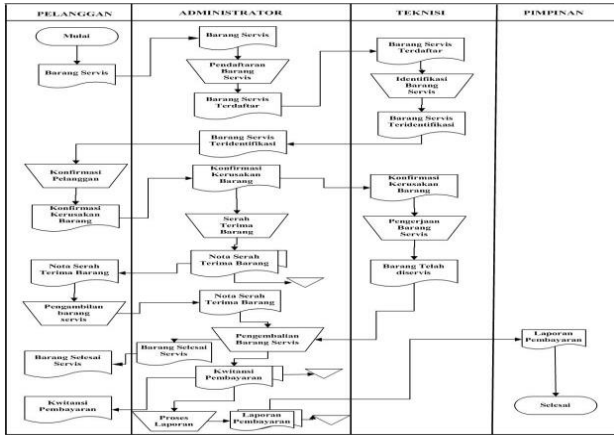 PELANGGAN
ADMINISTRATOR
TEKNISI
PIMPINAN
Mulai
Barang Servis
Barang Servis
Pendaftaran
Barang
Servis
Barang Servis
Terdaftar
Barang Servis
Terdaftar
Identifikasi
Barang
Servis
Barang Servis
Teridentifikasi
Barang Servis
Teridentifikasi
Konfirmasi
Pelanggan
Konfirmasi
Kerusakan
Barang
Konfirmasi
Kerusakan
Barang
Konfirmasi
Kerusakan
Barang
Serah
Terima
Barang
Pengerjaan
Barang
Servis
Nota Serah
Terima Barang
Nota Serah
Terima Barang
Barang Telah
diservis
Pengambilan
barang
servis
Nota Serah
Terima Barang
Pengembalian
Barang Servis
Barang Selesai
Servis
Barang Selesai
Servis
Laporan
Pembayaran
Kwitansi
Pembayaran
Kwitansi
Pembayaran
Proses
Laporan
Laporan
Pembayaran
Selesai